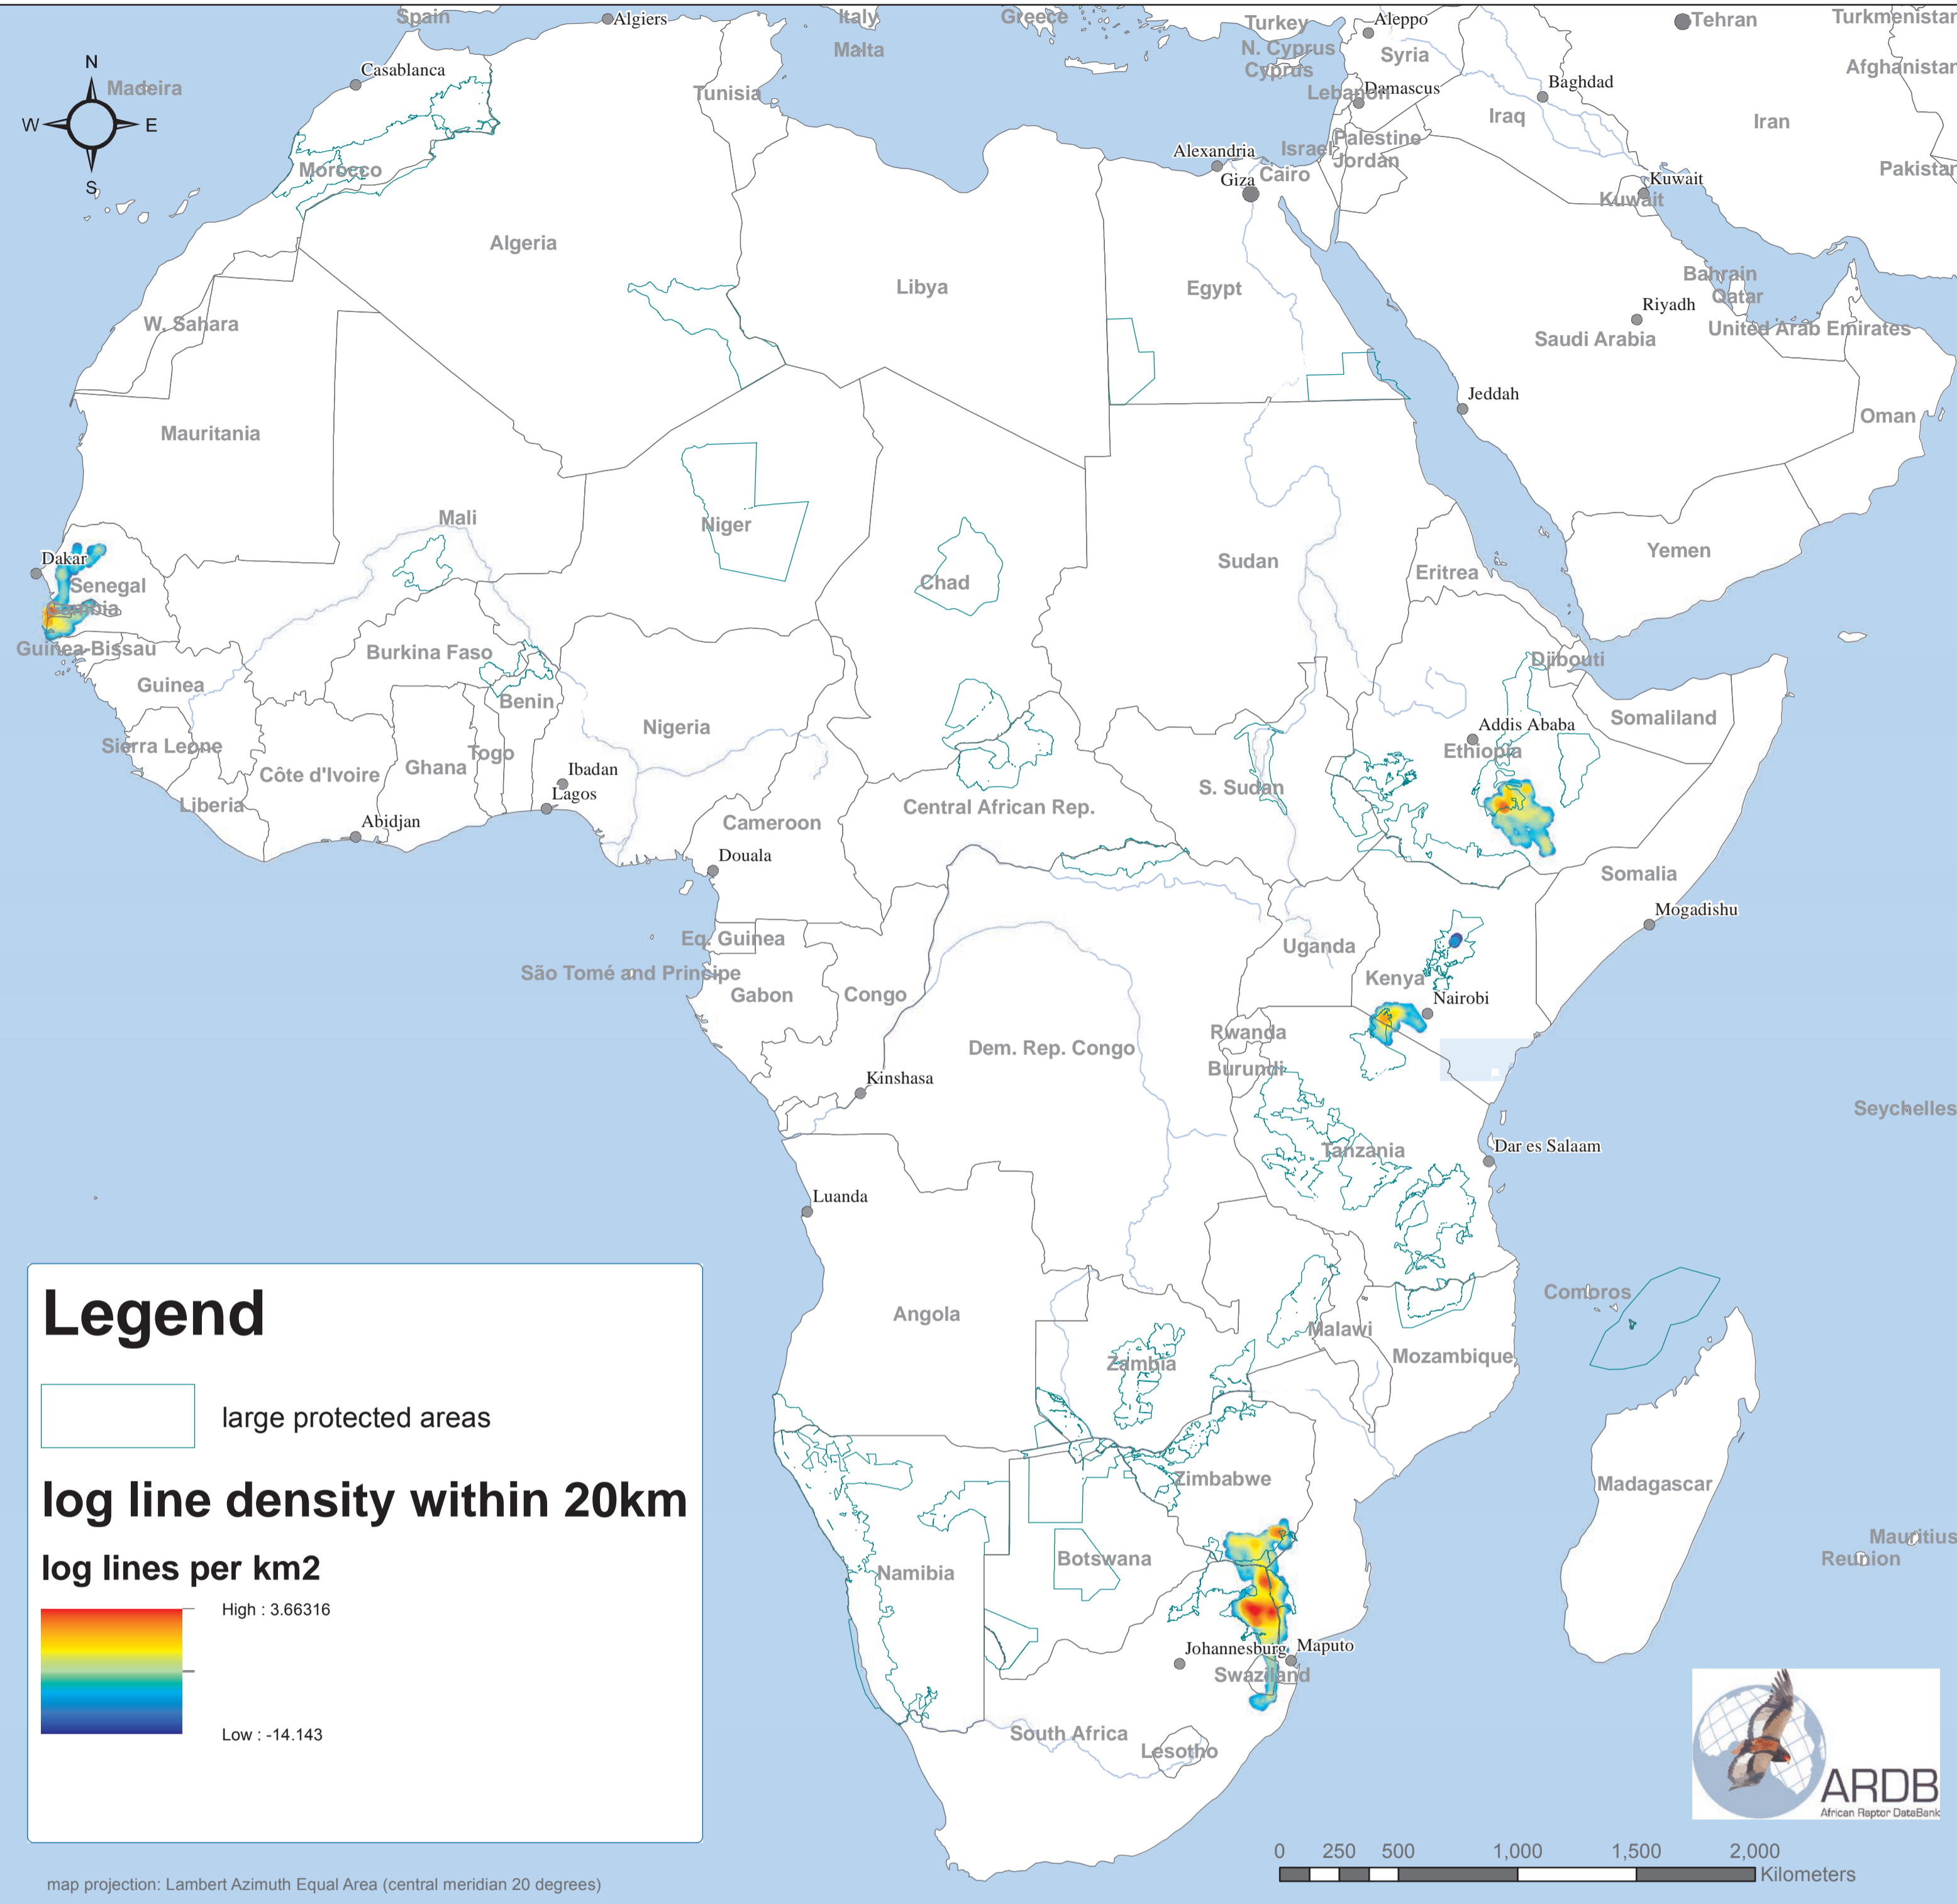 Spain
Algiers
Italy
Greece
Turkey
Aleppo
Tehran
Turkmenistan
Malta
N. Cyprus
Syria
Cyprus
Afghanistan
N
Casablanca
Madeira
Tunisia
Lebanon
Damascus
Baghdad
W
E
Iraq
Iran
Palestine
Alexandria
Israel
Jordan
Morocco
Giza
Cairo
Kuwait
Pakistan
S
Kuwait
Algeria
Libya
Egypt
Bahrain
Qatar
Riyadh
W. Sahara
United Arab Emirates
Saudi Arabia
Jeddah
Oman
Mauritania
Mali
Niger
Dakar
Senegal
Chad
Sudan
Eritrea
Yemen
Gambia
Guinea-Bissau
Burkina Faso
Djibouti
Guinea
Benin
Nigeria
Addis Ababa
Somaliland
Sierra Leone
Togo
Ethiopia
Côte d'Ivoire
Ghana
Ibadan
Lagos
S. Sudan
Liberia
Central African Rep.
Abidjan
Cameroon
Douala
Somalia
Mogadishu
Eq. Guinea
Uganda
São Tomé and Principe
Kenya
Gabon
Congo
Nairobi
Rwanda
Dem. Rep. Congo
Burundi
Kinshasa
Seychelles
Tanzania
Dar es Salaam
Luanda
Comoros
Angola
Malawi
Zambia
Mozambique
Zimbabwe
Madagascar
Mauritius
Reunion
Botswana
Namibia
Johannesburg
Maputo
Swaziland
South Africa
Lesotho
Legend
large protected areas
log line density within 20km
log lines per km2
High : 3.66316
Low : -14.143
ARDB
African Raptor DataBank
0 250 500 1,000 1,500 2,000
Kilometers
map projection: Lambert Azimuth Equal Area (central meridian 20 degrees)